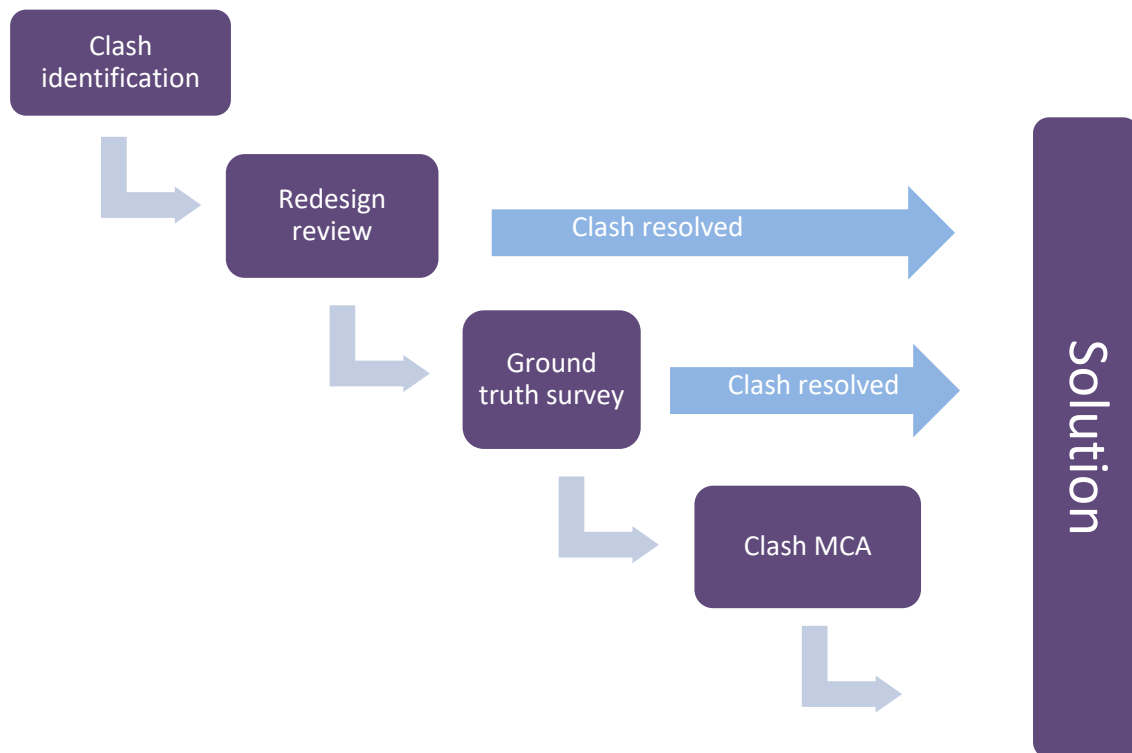 Clash
identification
Redesign
review
Clash resolved
Ground
truth survey
Clash resolved
Clash MCA
Solution